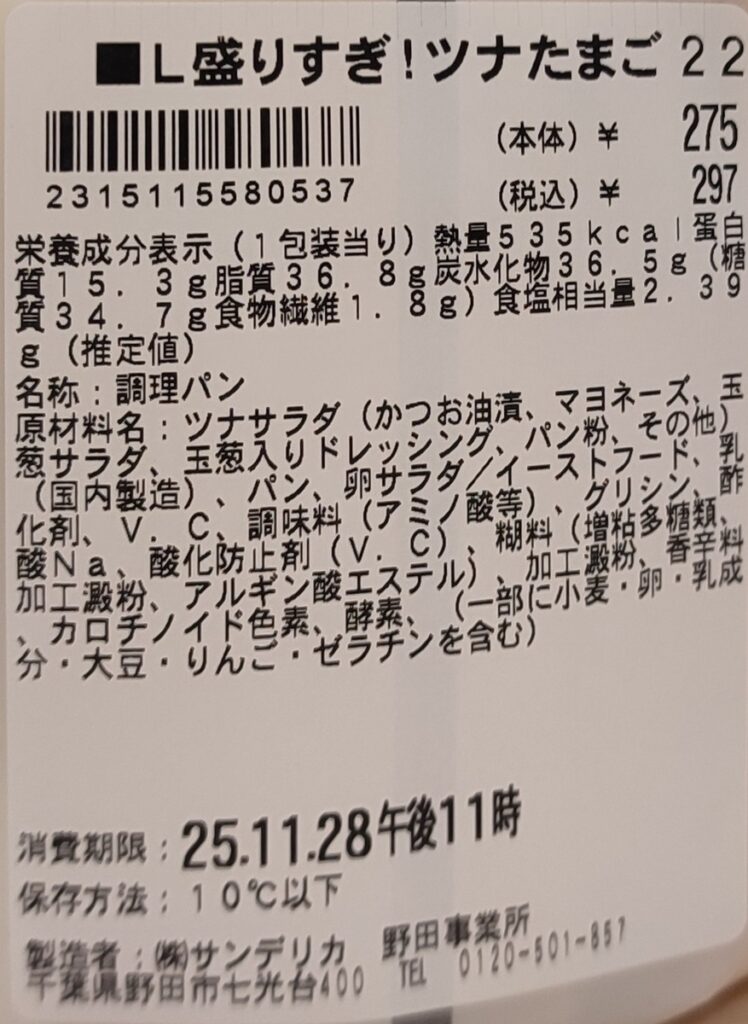 ■L盛りすぎ!ツナたまご22
2315115580537
(本体)¥ 275
(税込)¥ 297
栄養成分表示(1包装当り)熱量535kcal蛋白
質15.3g脂質36.8g炭水化物36.5g(糖
質34.7g食物繊維1.8g)食塩相当量2.39
g(推定値)
名称:調理パン
原材料名:ツナサラダ(かつお油漬、マヨネーズ、玉
葱サラダ、玉葱入りドレッシング、パン粉、その他)
(国内製造)、パン、卵サラダ/イーストフード、乳
化剤、V.C、調味料(アミノ酸等)、グリシン、酢
酸Na、酸化防止剤(V.C)、糊料(増粘多糖類、
加工澱粉、アルギン酸エステル)、加工澱粉、香辛料
、カロチノイド色素、酵素、(一部に小麦・卵・乳成
分・大豆・りんご・ゼラチンを含む)
消費期限:25.11.28午後11時
保存方法:10℃以下
製造者:㈱サンデリカ 野田事業所
千葉県野田市七光台400 TEL 0120-501-857